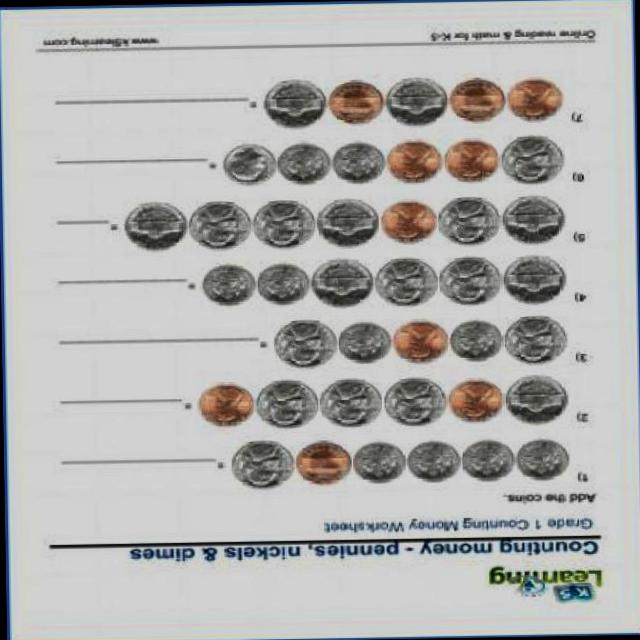 K5 Learning
Counting money - pennies, nickels & dimes
Grade 1 Counting Money Worksheet
Add the coins.
1) =
2) =
3) =
4) =
5) =
6) =
7) =
Online reading & math for K-5 www.k5learning.com